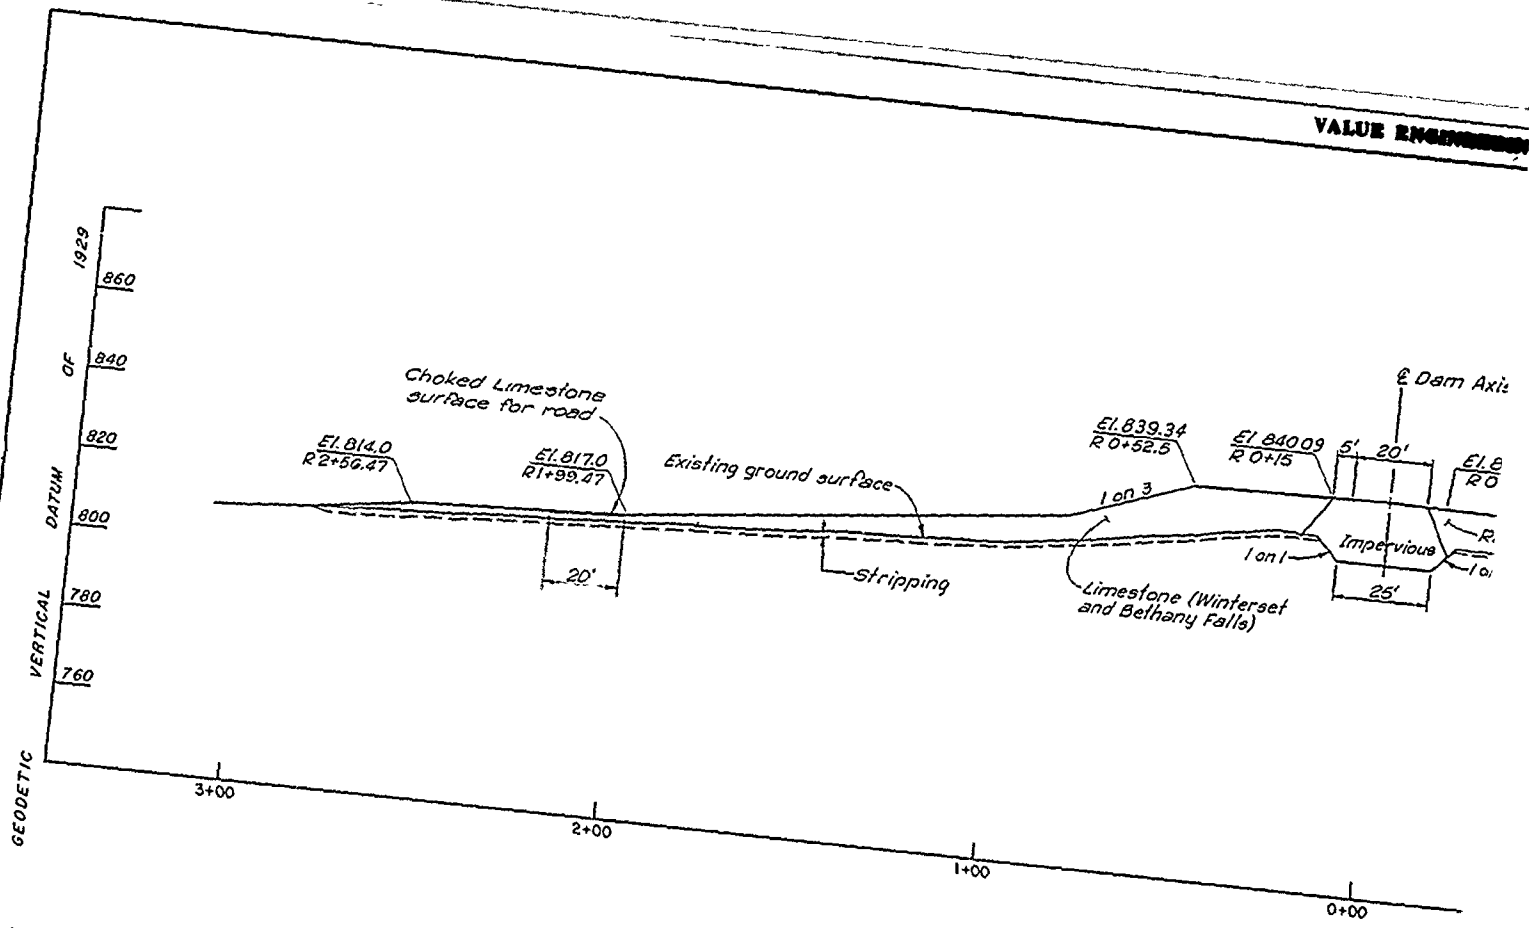 VALUE
GEODETIC VERTICAL DATUM OF 1929
860
840
820
800
780
760
Choked Limestone
surface for road
El. 814.0
R 2+56.47
El. 817.0
R1+99.47
Existing ground surface
El. 839.34
R 0+52.5
El. 840.09
R 0+15
5'
20'
℄ Dam Axis
El. 8
R 0
1 on 3
20'
Stripping
Limestone (Winterset
and Bethany Falls)
1 on 1
Impervious
25'
R.
3+00
2+00
1+00
0+00